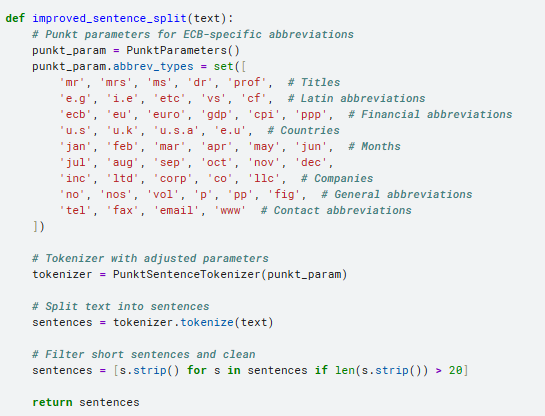 def improved_sentence_split(text):
    # Punkt parameters for ECB-specific abbreviations
    punkt_param = PunktParameters()
    punkt_param.abbrev_types = set([
        'mr', 'mrs', 'ms', 'dr', 'prof',  # Titles
        'e.g', 'i.e', 'etc', 'vs', 'cf',  # Latin abbreviations
        'ecb', 'eu', 'euro', 'gdp', 'cpi', 'ppp',  # Financial abbreviations
        'u.s', 'u.k', 'u.s.a', 'e.u',  # Countries
        'jan', 'feb', 'mar', 'apr', 'may', 'jun',  # Months
        'jul', 'aug', 'sep', 'oct', 'nov', 'dec',
        'inc', 'ltd', 'corp', 'co', 'llc',  # Companies
        'no', 'nos', 'vol', 'p', 'pp', 'fig',  # General abbreviations
        'tel', 'fax', 'email', 'www'  # Contact abbreviations
    ])

    # Tokenizer with adjusted parameters
    tokenizer = PunktSentenceTokenizer(punkt_param)

    # Split text into sentences
    sentences = tokenizer.tokenize(text)

    # Filter short sentences and clean
    sentences = [s.strip() for s in sentences if len(s.strip()) > 20]

    return sentences